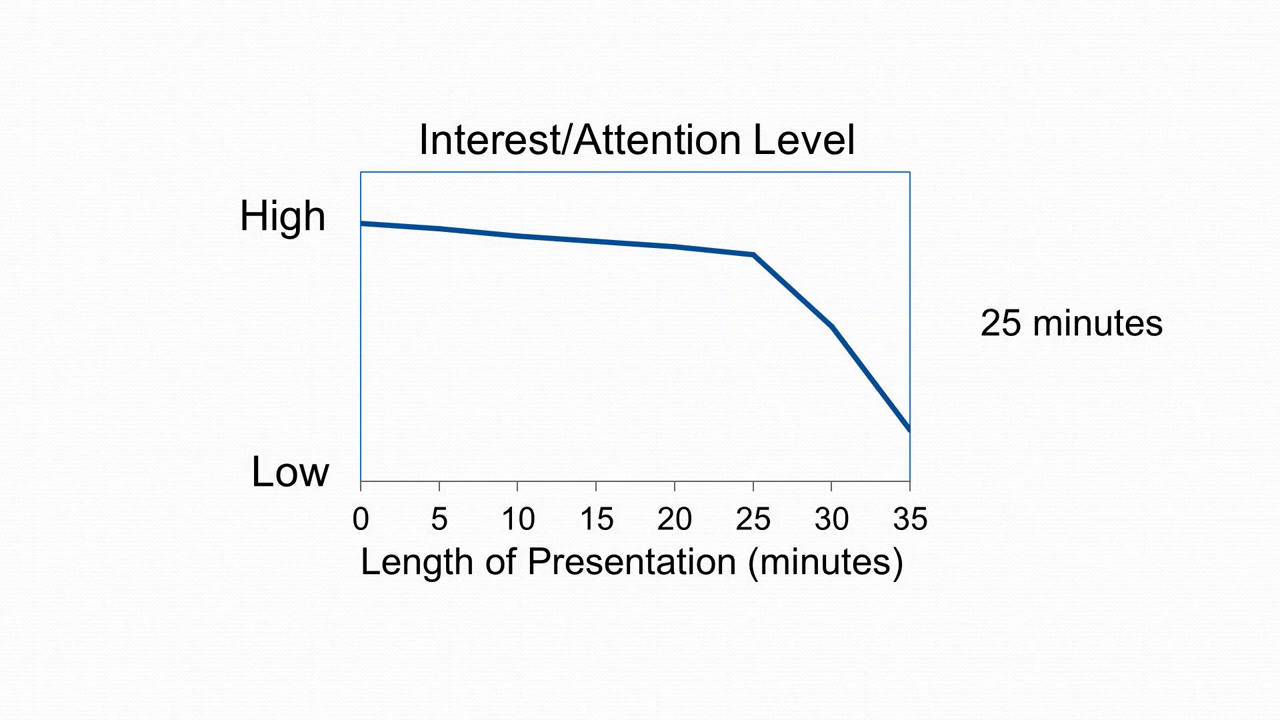 Interest/Attention Level
High
Low
0 5 10 15 20 25 30 35
Length of Presentation (minutes)
25 minutes